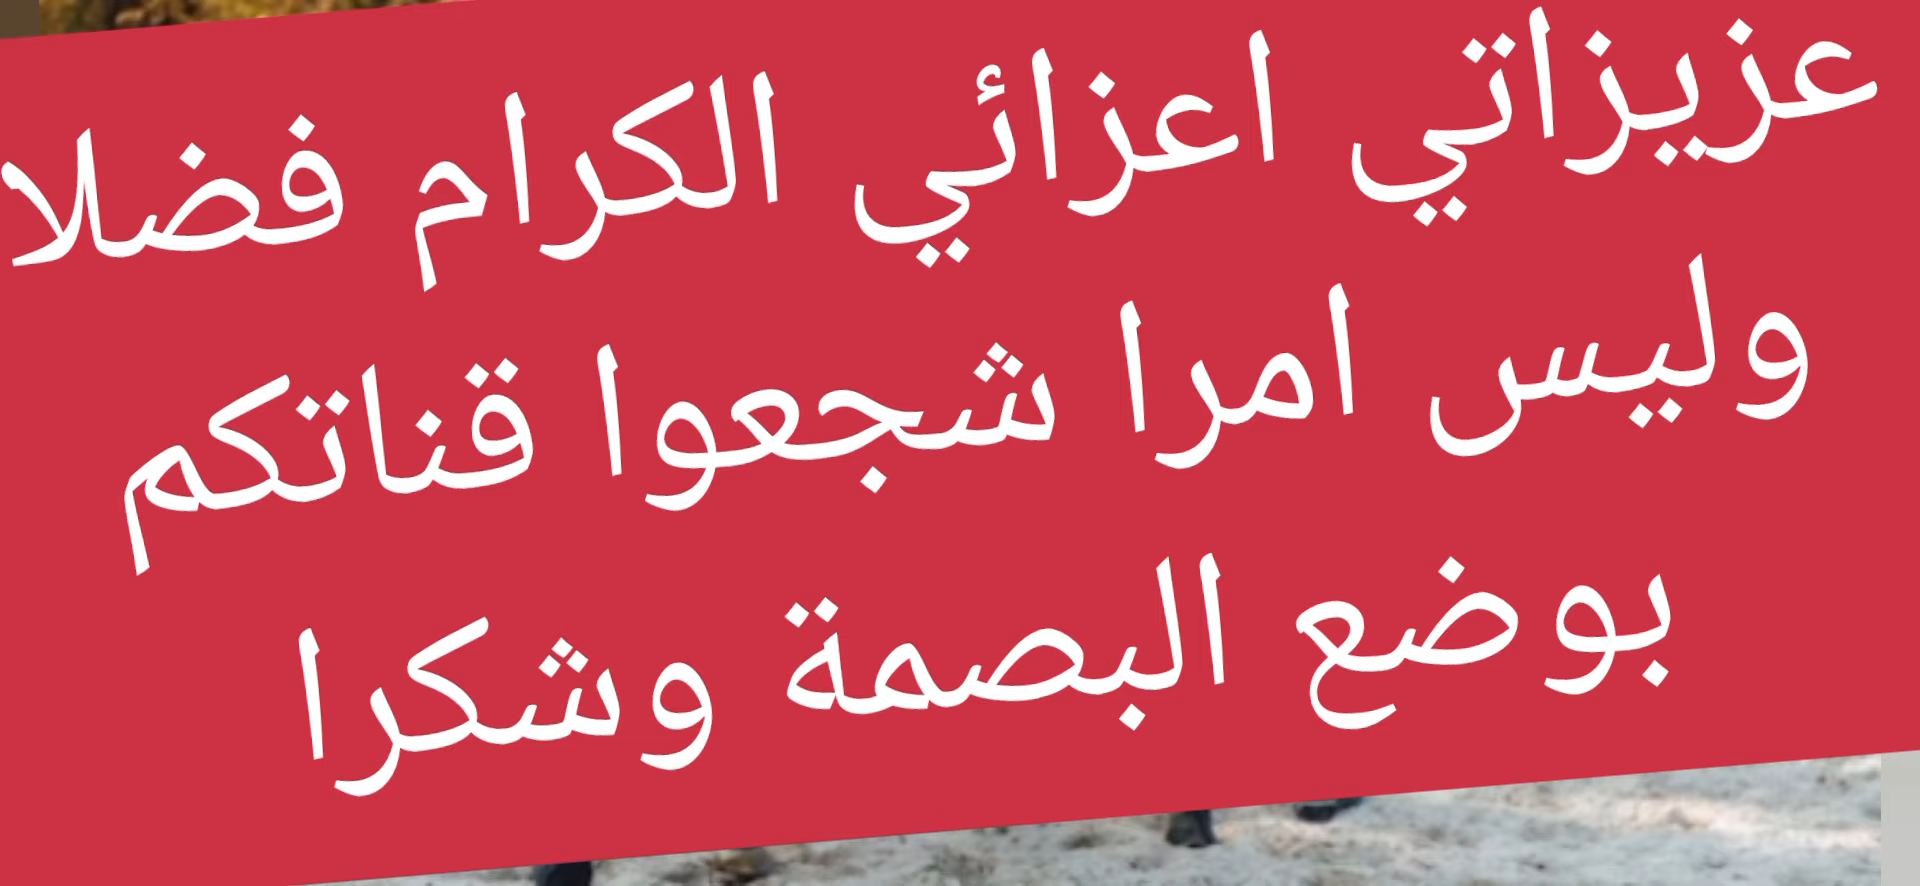 عزيزاتي اعزائي الكرام فضلا
وليس امرا شجعوا قناتكم
بوضع البصمة وشكرا